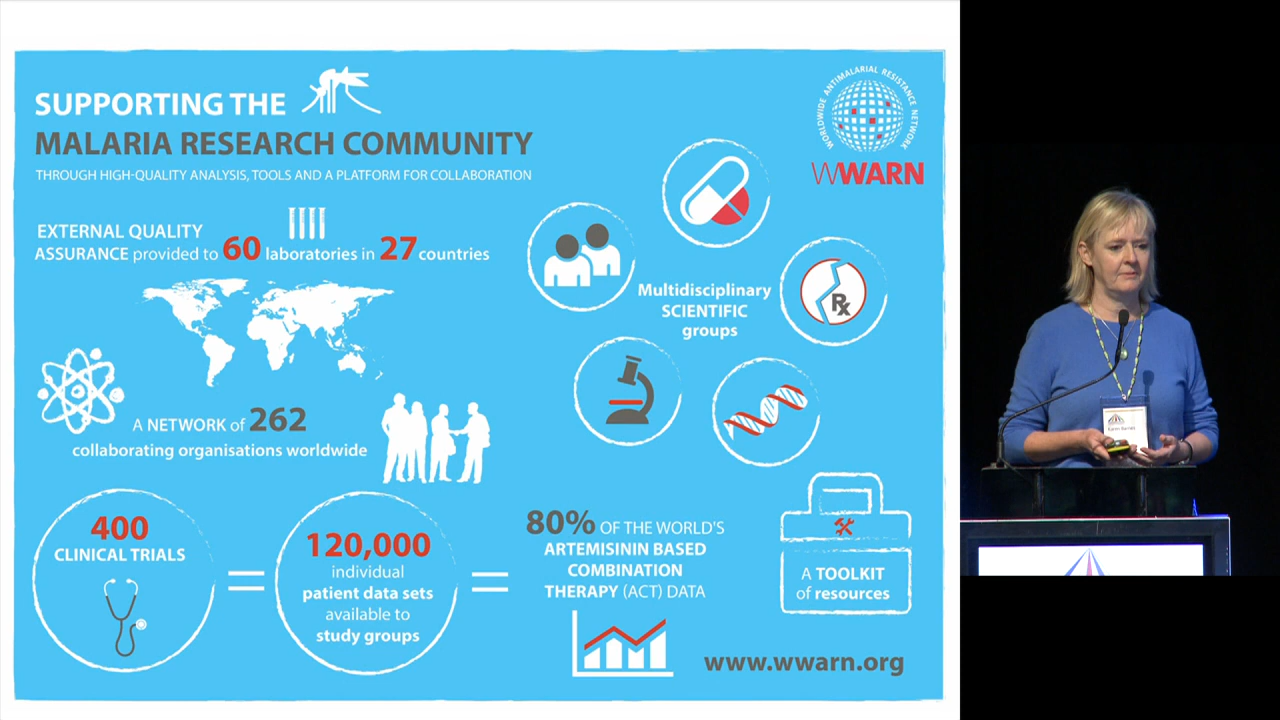 SUPPORTING THE
MALARIA RESEARCH COMMUNITY
THROUGH HIGH-QUALITY ANALYSIS, TOOLS AND A PLATFORM FOR COLLABORATION
WORLDWIDE ANTIMALARIAL RESISTANCE NETWORK
WWARN
EXTERNAL QUALITY
ASSURANCE provided to 60 laboratories in 27 countries
Multidisciplinary
SCIENTIFIC
groups
Rx
A NETWORK of 262
collaborating organisations worldwide
400
CLINICAL TRIALS
=
120,000
individual
patient data sets
available to
study groups
=
80% OF THE WORLD'S
ARTEMISININ BASED
COMBINATION
THERAPY (ACT) DATA
A TOOLKIT
of resources
www.wwarn.org
Karen Barnes